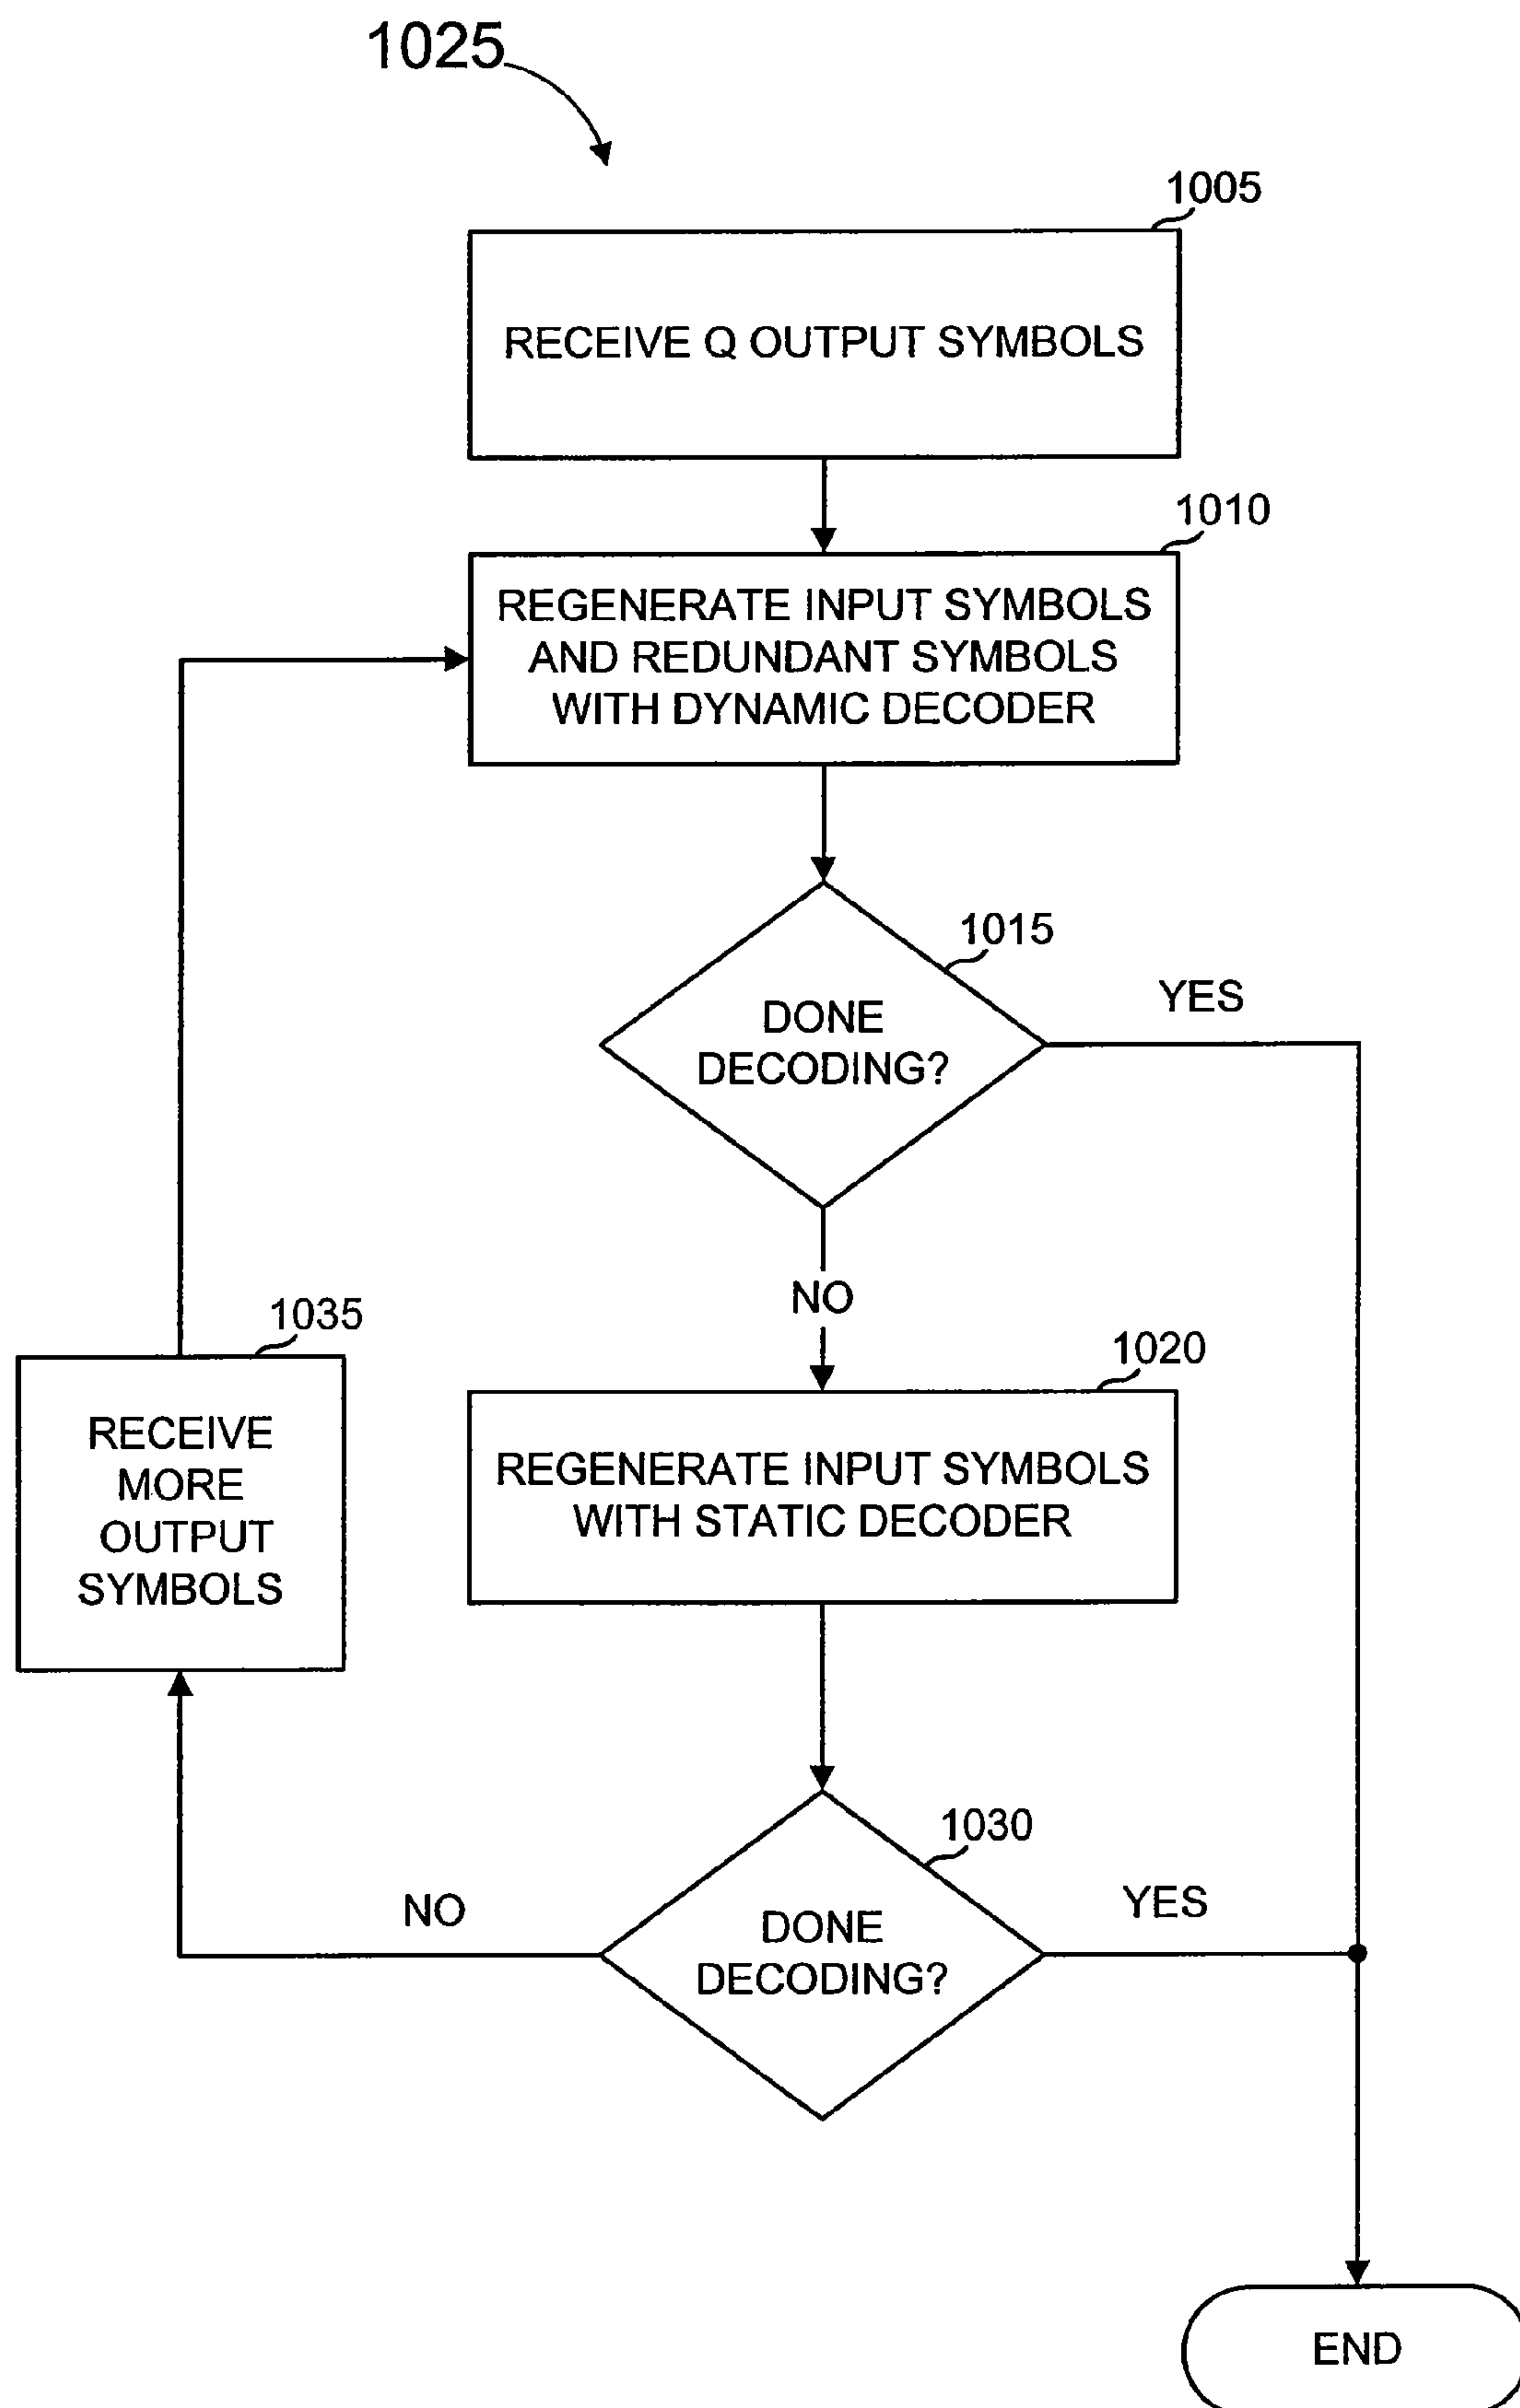 1025
1005
RECEIVE Q OUTPUT SYMBOLS
1010
REGENERATE INPUT SYMBOLS
AND REDUNDANT SYMBOLS
WITH DYNAMIC DECODER
1015
DONE
DECODING?
YES
NO
1035
RECEIVE
MORE
OUTPUT
SYMBOLS
1020
REGENERATE INPUT SYMBOLS
WITH STATIC DECODER
1030
DONE
DECODING?
NO
YES
END